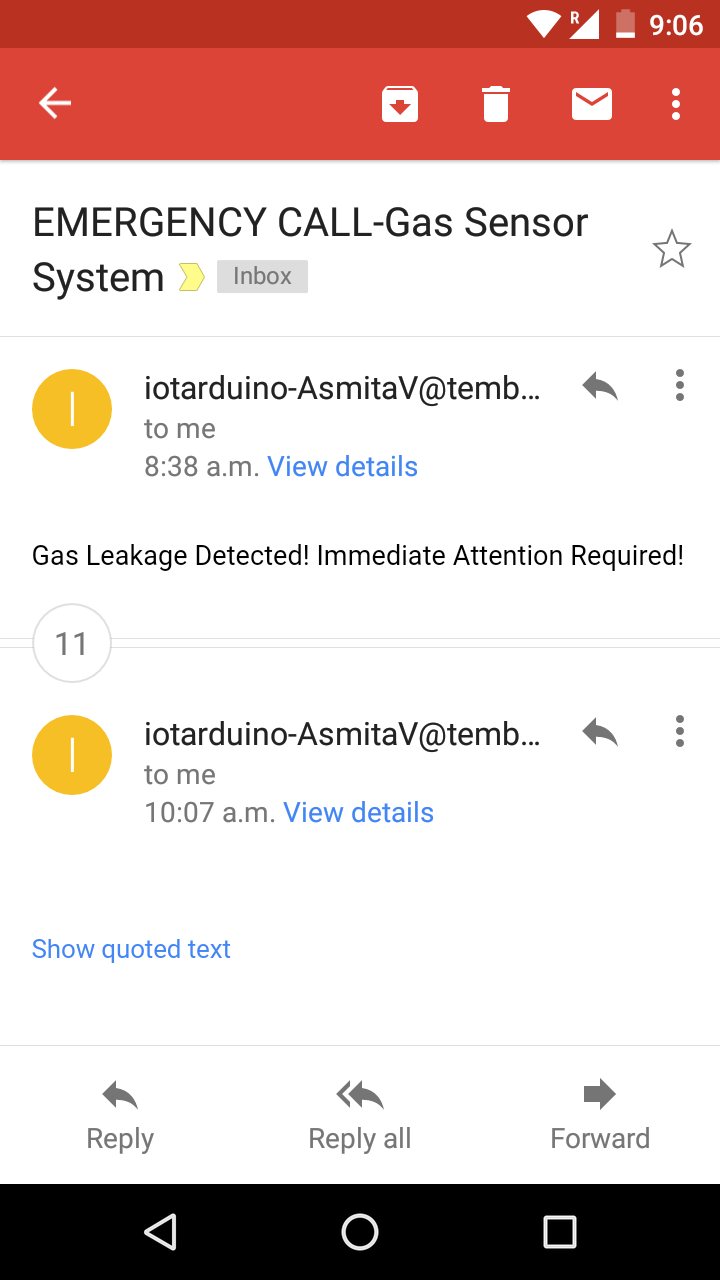 R 9:06
EMERGENCY CALL-Gas Sensor
System Inbox
I iotarduino-AsmitaV@temb...
to me
8:38 a.m. View details
Gas Leakage Detected! Immediate Attention Required!
11
I iotarduino-AsmitaV@temb...
to me
10:07 a.m. View details
Show quoted text
Reply Reply all Forward